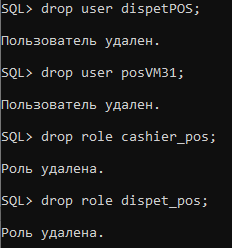 SQL> drop user dispetPOS;
Пользователь удален.
SQL> drop user posVM31;
Пользователь удален.
SQL> drop role cashier_pos;
Роль удалена.
SQL> drop role dispet_pos;
Роль удалена.